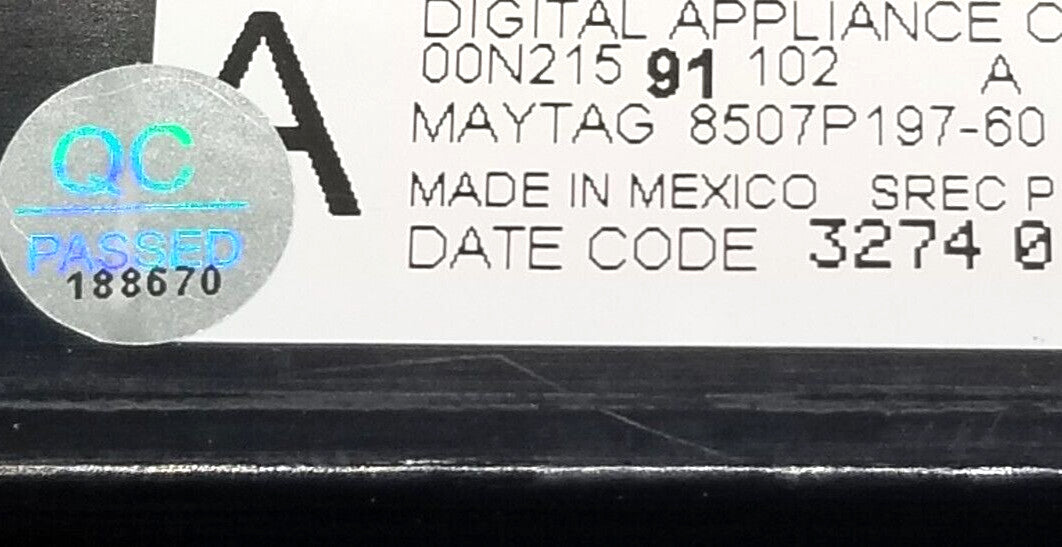 A
DIGITAL APPLIANCE C
00N215 91 102 A
MAYTAG 8507P197-60
MADE IN MEXICO SREC P
DATE CODE 3274 0
QC
PASSED
188670